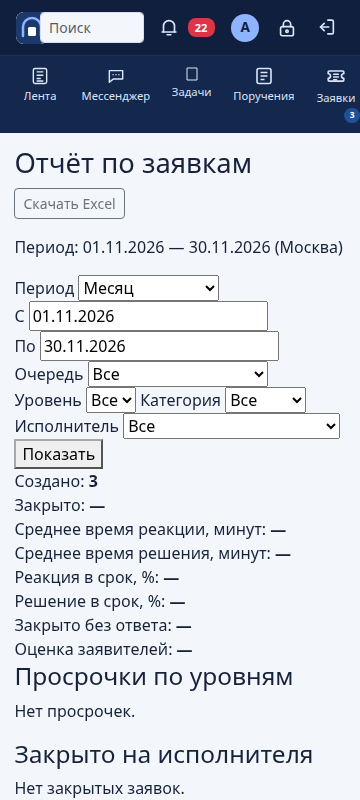 Поиск
22
A
Лента
Мессенджер
Задачи
Поручения
Заявки
3
Отчёт по заявкам
Скачать Excel
Период: 01.11.2026 — 30.11.2026 (Москва)
Период Месяц
С 01.11.2026
По 30.11.2026
Очередь Все
Уровень Все Категория Все
Исполнитель Все
Показать
Создано: 3
Закрыто: —
Среднее время реакции, минут: —
Среднее время решения, минут: —
Реакция в срок, %: —
Решение в срок, %: —
Закрыто без ответа: —
Оценка заявителей: —
Просрочки по уровням
Нет просрочек.
Закрыто на исполнителя
Нет закрытых заявок.